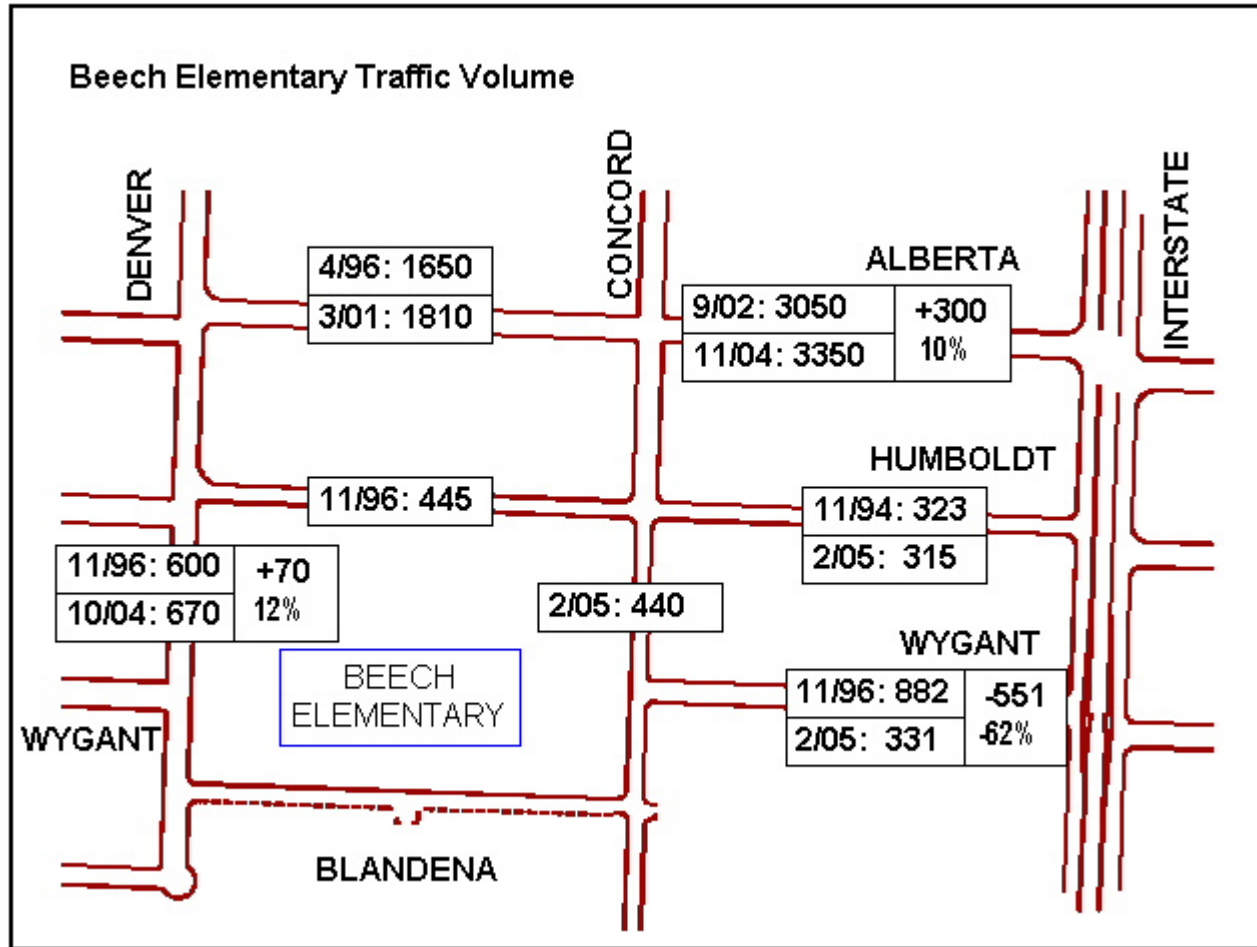 Beech Elementary Traffic Volume
DENVER
CONCORD
INTERSTATE
ALBERTA
4/96: 1650
3/01: 1810
9/02: 3050
11/04: 3350
+300
10%
HUMBOLDT
11/96: 445
11/94: 323
2/05: 315
11/96: 600
10/04: 670
+70
12%
2/05: 440
WYGANT
BEECH
ELEMENTARY
11/96: 882
2/05: 331
-551
-62%
WYGANT
BLANDENA